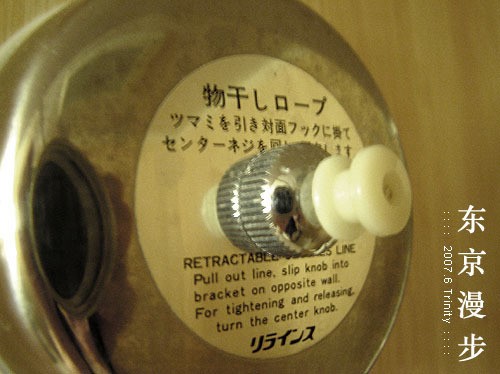 物干しロープ
ツマミを引き対面フックに掛て
センターネジを回し
ます
RETRACTABLE LINE
Pull out line, slip knob into
bracket on opposite wall.
For tightening and releasing,
turn the center knob.
リラインス
东京漫步
:::: 2007.6 Trinity ::::